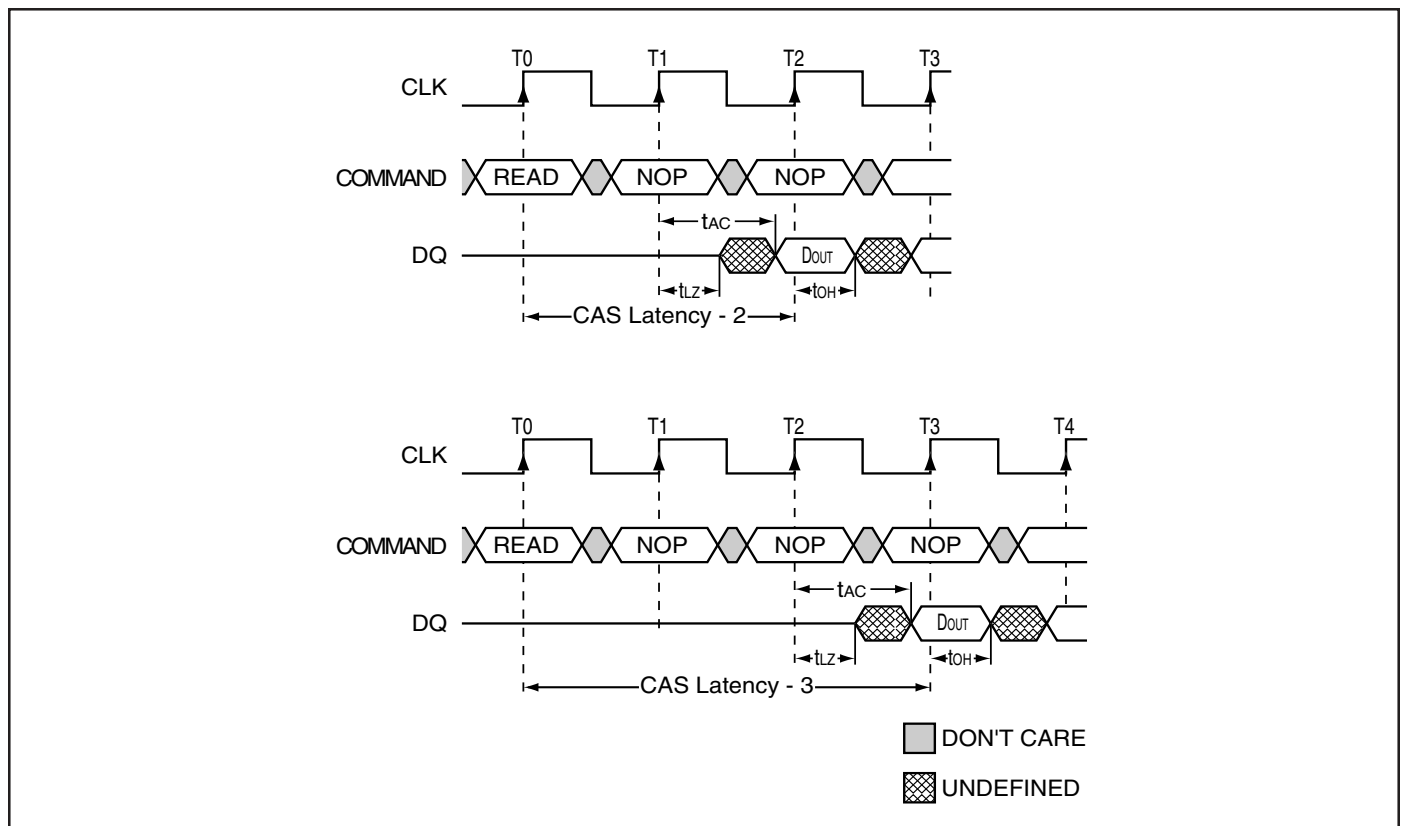 T0 T1 T2 T3
CLK
COMMAND READ NOP NOP
tAC
DQ DOUT
tLZ tOH
CAS Latency - 2
T0 T1 T2 T3 T4
CLK
COMMAND READ NOP NOP NOP
tAC
DQ DOUT
tLZ tOH
CAS Latency - 3
DON'T CARE
UNDEFINED